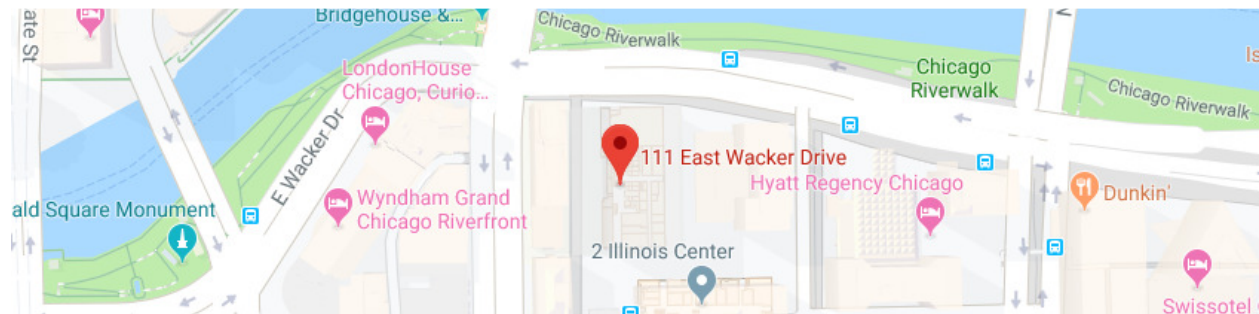 ate St
Bridgehouse &...
Chicago Riverwalk
LondonHouse
Chicago, Curio...
Chicago
Riverwalk
Is
Chicago Riverwalk
E Wacker Dr
111 East Wacker Drive
Hyatt Regency Chicago
Wyndham Grand
Chicago Riverfront
Dunkin'
ald Square Monument
2 Illinois Center
Swissotel